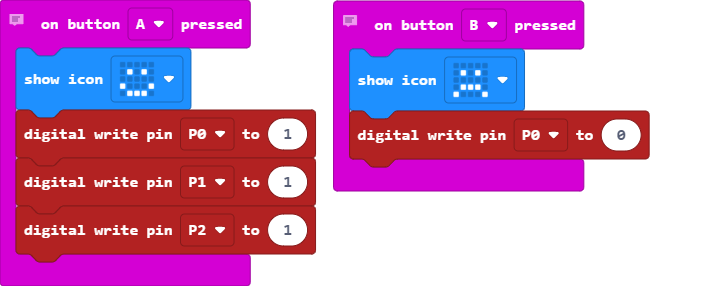 on button A pressed
show icon
digital write pin P0 to 1
digital write pin P1 to 1
digital write pin P2 to 1
on button B pressed
show icon
digital write pin P0 to 0